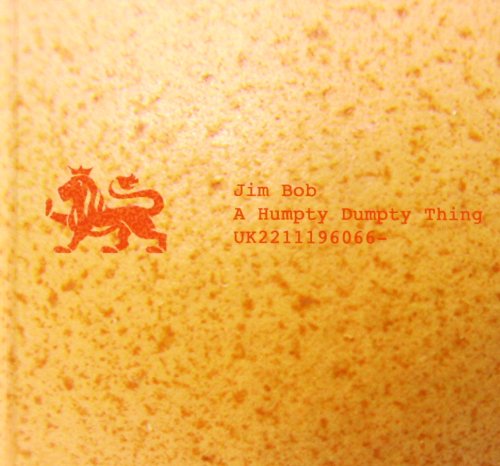 Jim Bob
A Humpty Dumpty Thing
UK2211196066-